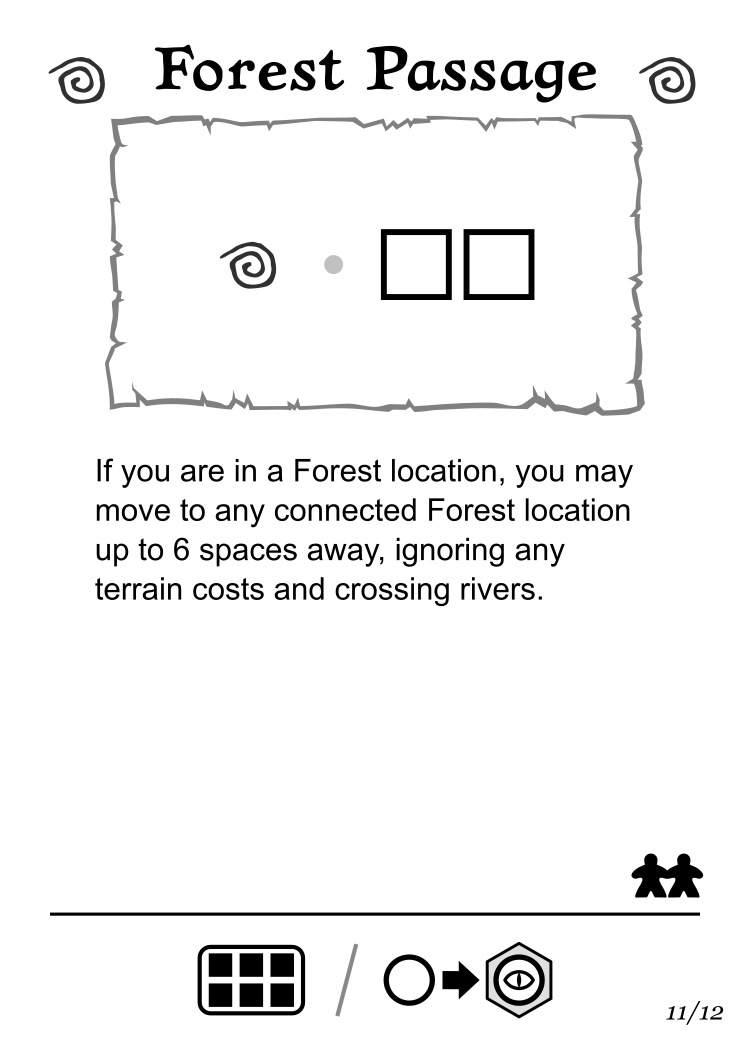 Forest Passage
If you are in a Forest location, you may
move to any connected Forest location
up to 6 spaces away, ignoring any
terrain costs and crossing rivers.
11/12